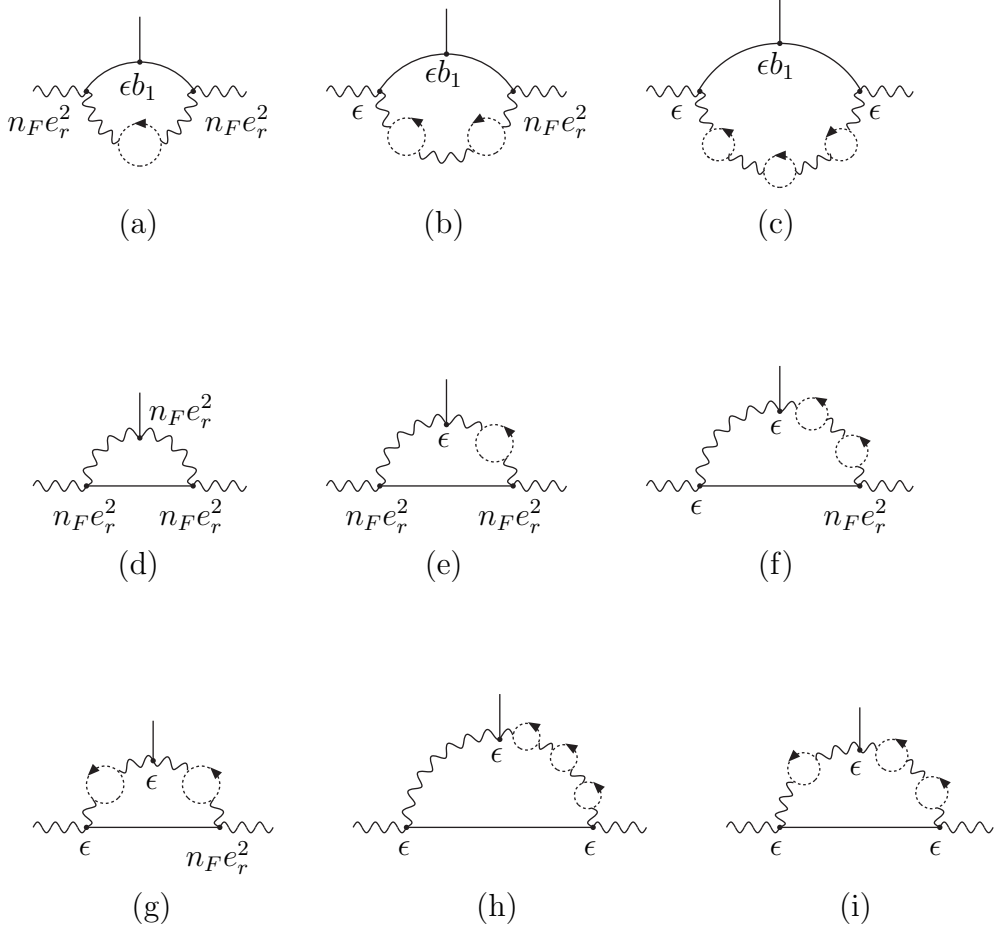 ϵb₁ ϵb₁ ϵb₁
n_F e_r² n_F e_r² ϵ n_F e_r² ϵ ϵ
(a) (b) (c)
n_F e_r² ϵ ϵ
n_F e_r² n_F e_r² n_F e_r² n_F e_r² ϵ n_F e_r²
(d) (e) (f)
ϵ ϵ ϵ
ϵ n_F e_r² ϵ ϵ ϵ ϵ
(g) (h) (i)